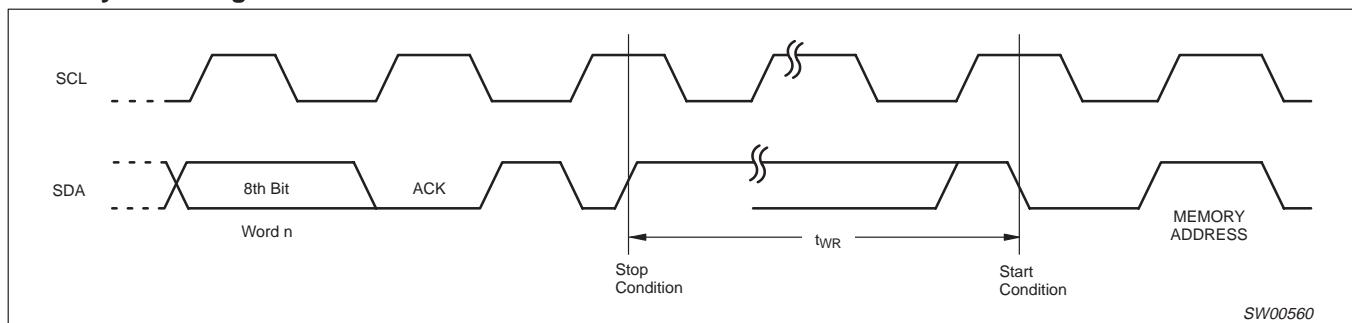 SCL
SDA
8th Bit
ACK
Word n
tWR
MEMORY
ADDRESS
Stop
Condition
Start
Condition
SW00560